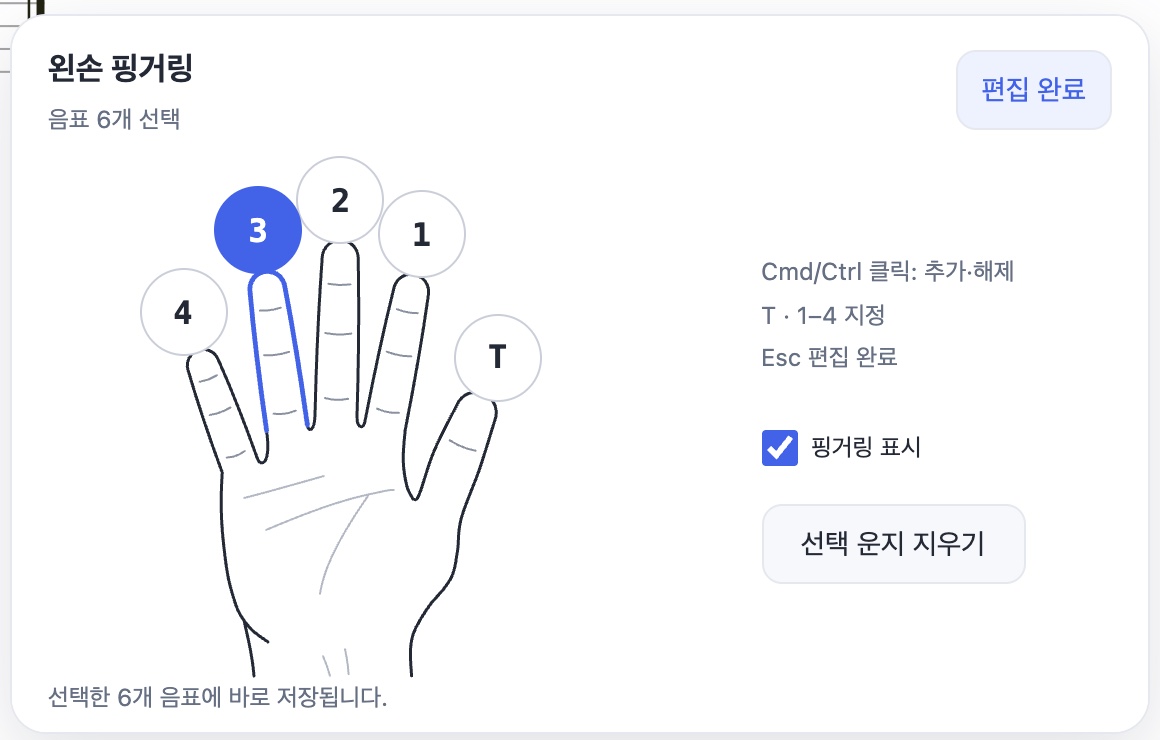 왼손 핑거링
편집 완료
음표 6개 선택
2
3
1
4
T
Cmd/Ctrl 클릭: 추가·해제
T · 1–4 지정
Esc 편집 완료
핑거링 표시
선택 운지 지우기
선택한 6개 음표에 바로 저장됩니다.